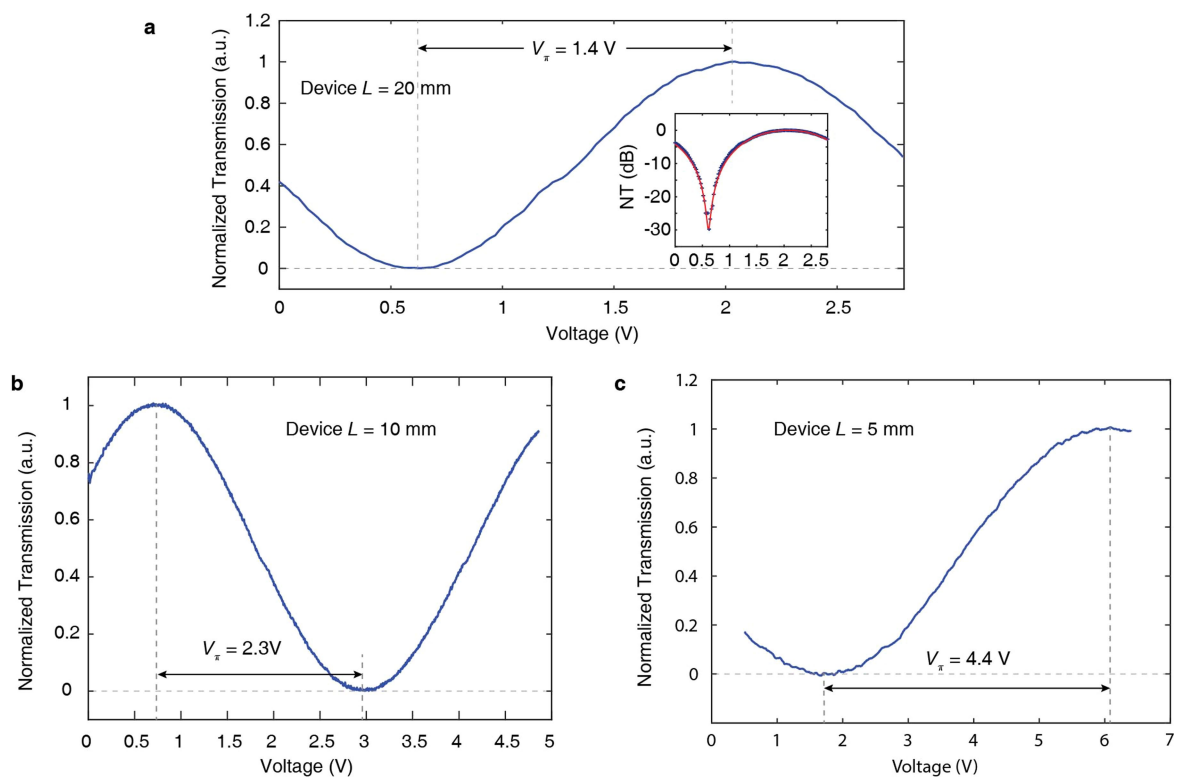 a
1.2
1
0.8
0.6
0.4
0.2
0
Normalized Transmission (a.u.)
V_π = 1.4 V
Device L = 20 mm
0
-10
-20
-30
NT (dB)
0 0.5 1.0 1.5 2.0 2.5
0 0.5 1 1.5 2 2.5
Voltage (V)
b
1
0.8
0.6
0.4
0.2
0
Normalized Transmission (a.u.)
Device L = 10 mm
V_π = 2.3V
0 0.5 1 1.5 2 2.5 3 3.5 4 4.5 5
Voltage (V)
c
1.2
1
0.8
0.6
0.4
0.2
0
Normalized Transmission (a.u.)
Device L = 5 mm
V_π = 4.4 V
0 1 2 3 4 5 6 7
Voltage (V)